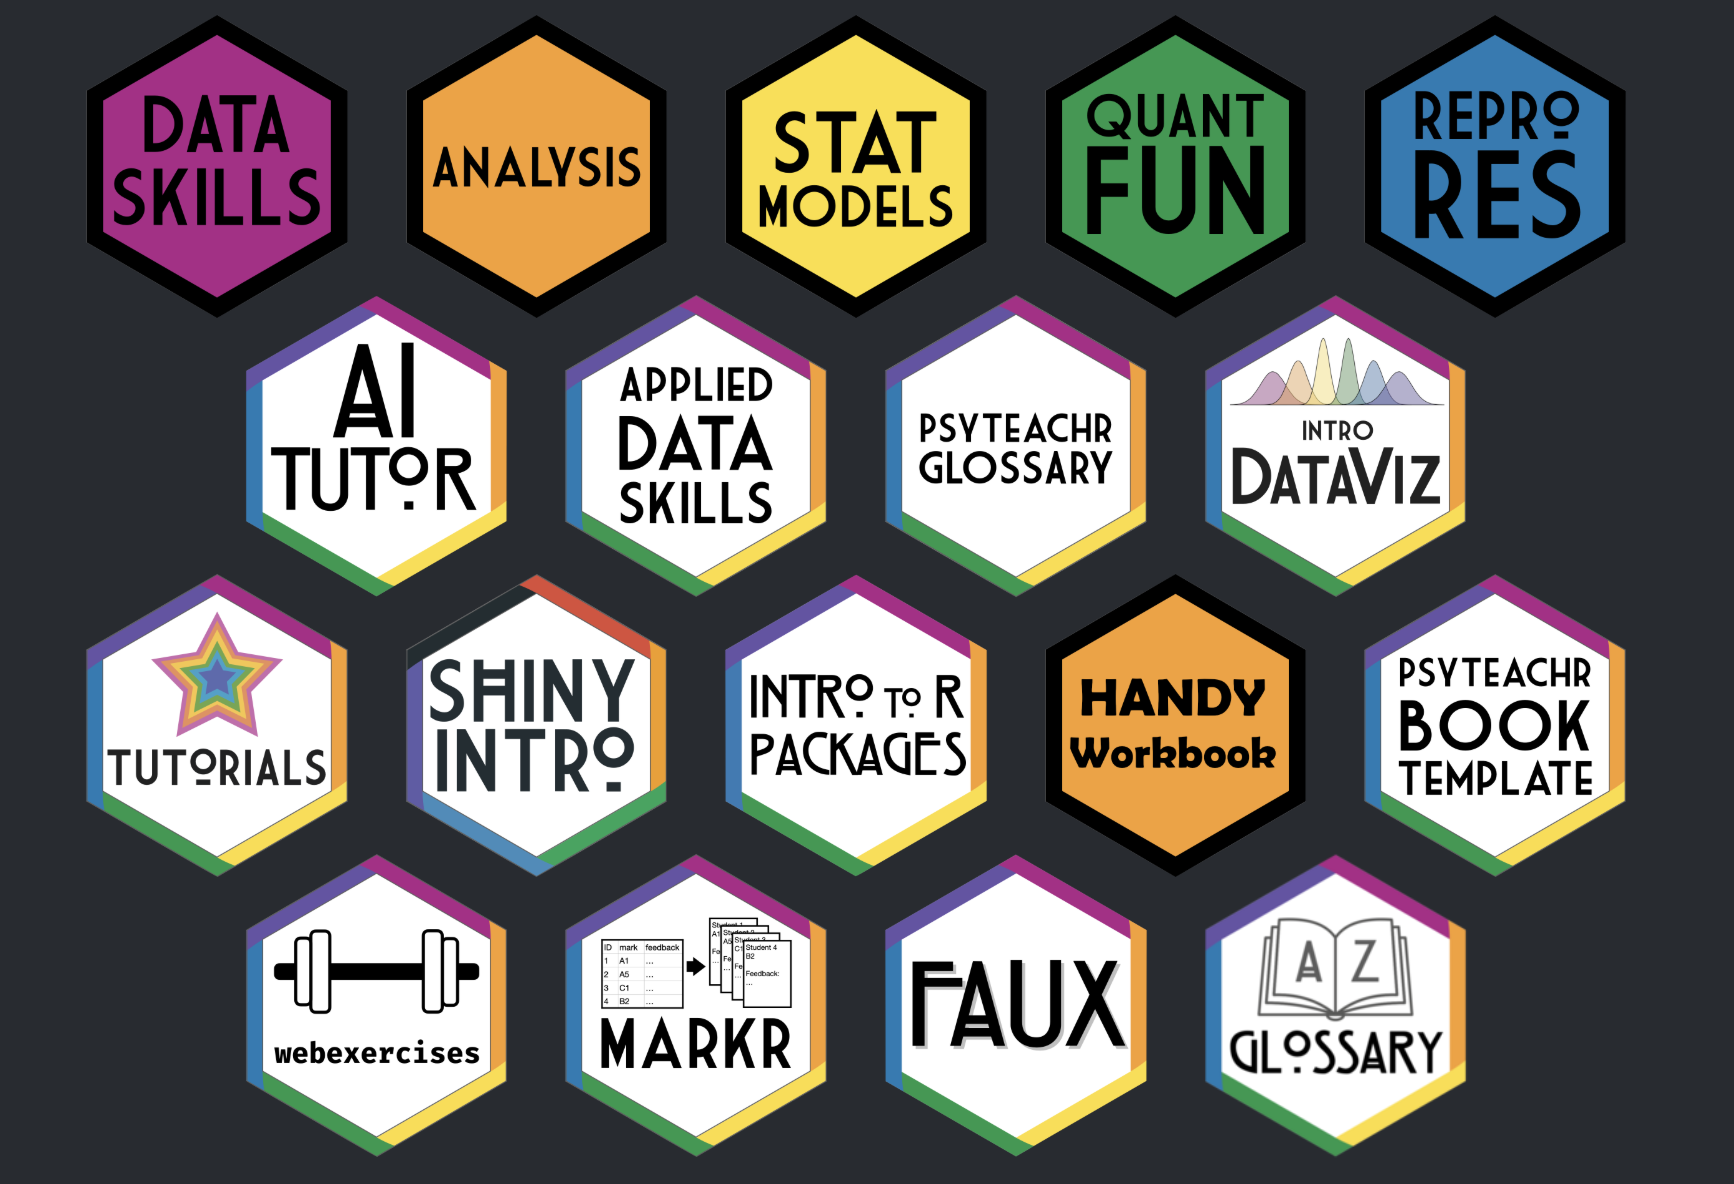 DATA
SKILLS
ANALYSIS
STAT
MODELS
QUANT
FUN
REPRO
RES
AI
TUTOR
APPLIED
DATA
SKILLS
PSYTEACHR
GLOSSARY
INTRO
DATAVIZ
TUTORIALS
SHINY
INTRO
INTRO TO R
PACKAGES
HANDY
Workbook
PSYTEACHR
BOOK
TEMPLATE
webexercises
ID mark feedback
1 A1 ...
2 A5 ...
3 C1 ...
4 B2 ...
Student 4
B2
Feedback:
...
MARKR
FAUX
A Z
GLOSSARY